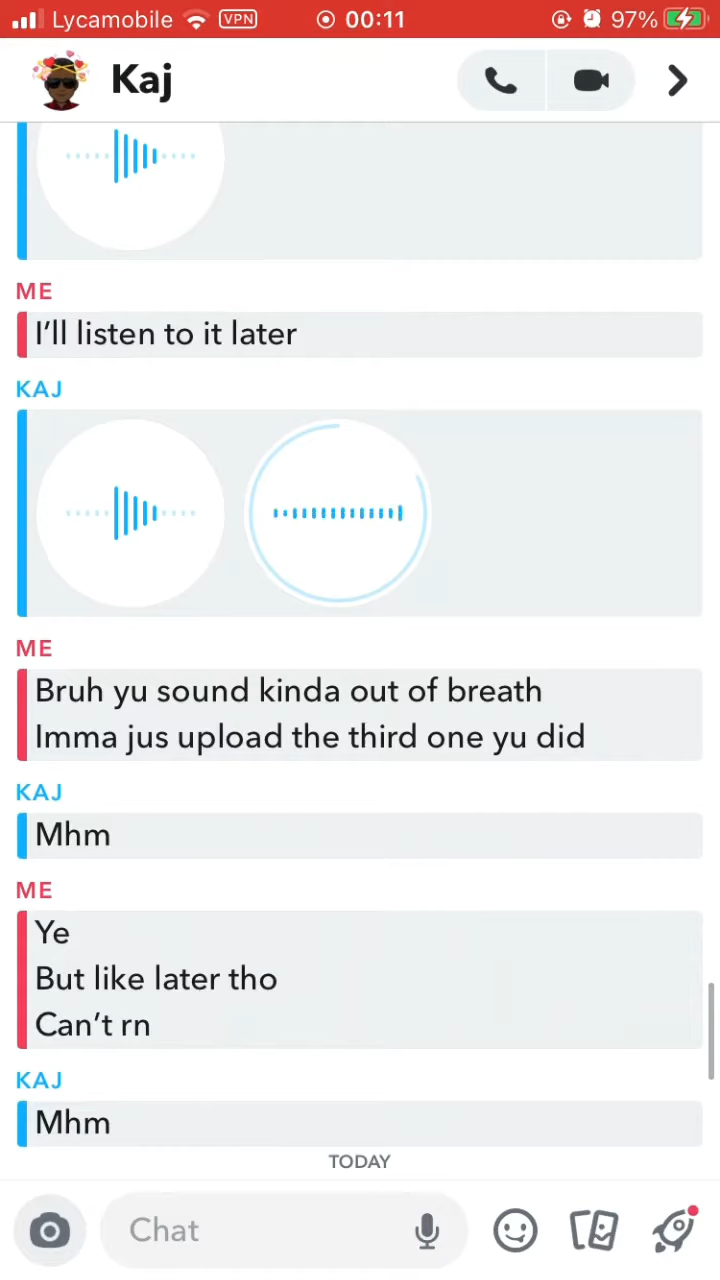 Lycamobile VPN 00:11 97%
Kaj
ME
I'll listen to it later
KAJ
ME
Bruh yu sound kinda out of breath
Imma jus upload the third one yu did
KAJ
Mhm
ME
Ye
But like later tho
Can't rn
KAJ
Mhm
TODAY
Chat